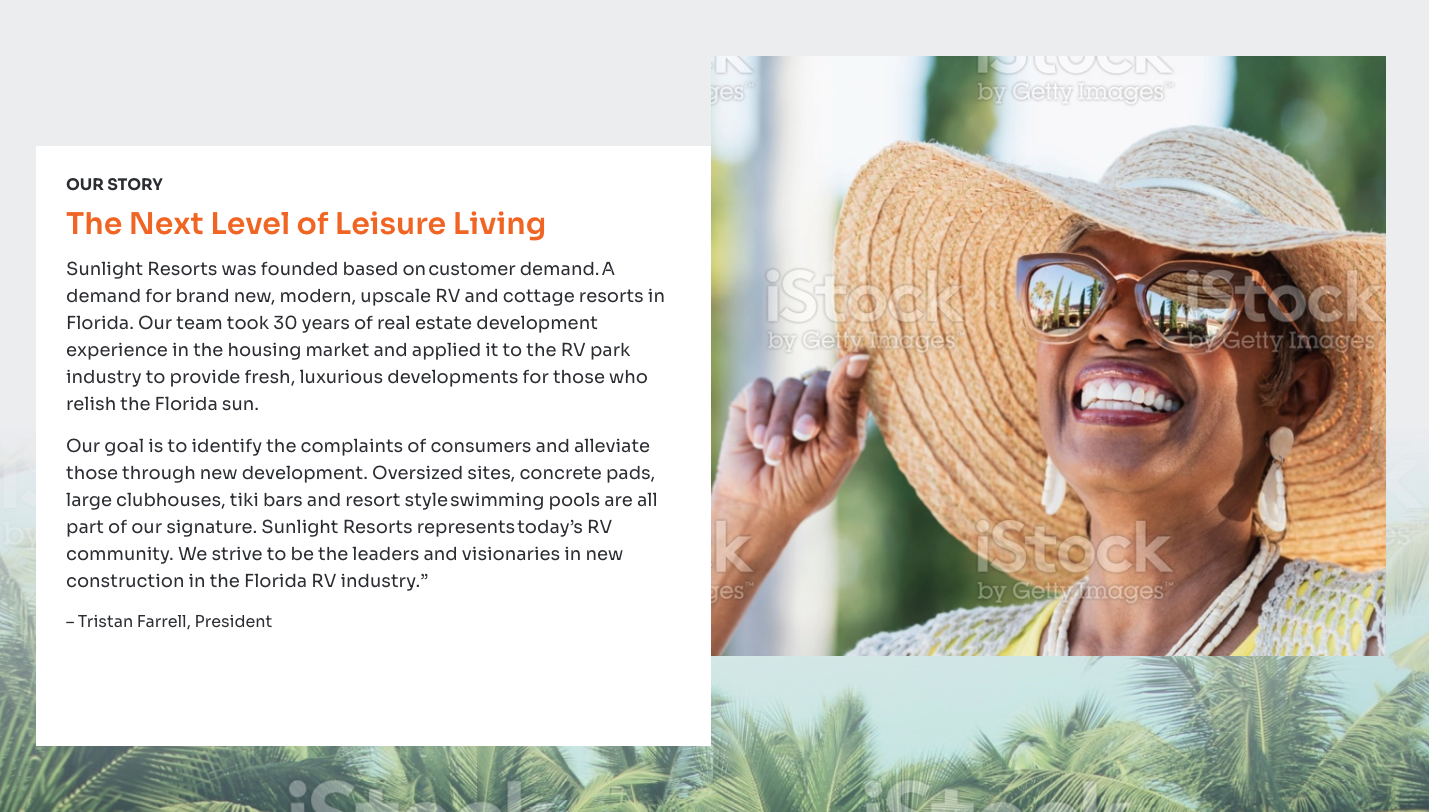 iStock
by Getty Images™
OUR STORY
The Next Level of Leisure Living
Sunlight Resorts was founded based on customer demand. A
demand for brand new, modern, upscale RV and cottage resorts in
Florida. Our team took 30 years of real estate development
experience in the housing market and applied it to the RV park
industry to provide fresh, luxurious developments for those who
relish the Florida sun.
Our goal is to identify the complaints of consumers and alleviate
those through new development. Oversized sites, concrete pads,
large clubhouses, tiki bars and resort style swimming pools are all
part of our signature. Sunlight Resorts represents today’s RV
community. We strive to be the leaders and visionaries in new
construction in the Florida RV industry.”
– Tristan Farrell, President
iStock
by Getty Images™
iStock
by Getty Images™
iStock
by Getty Images™
iStock
iStock